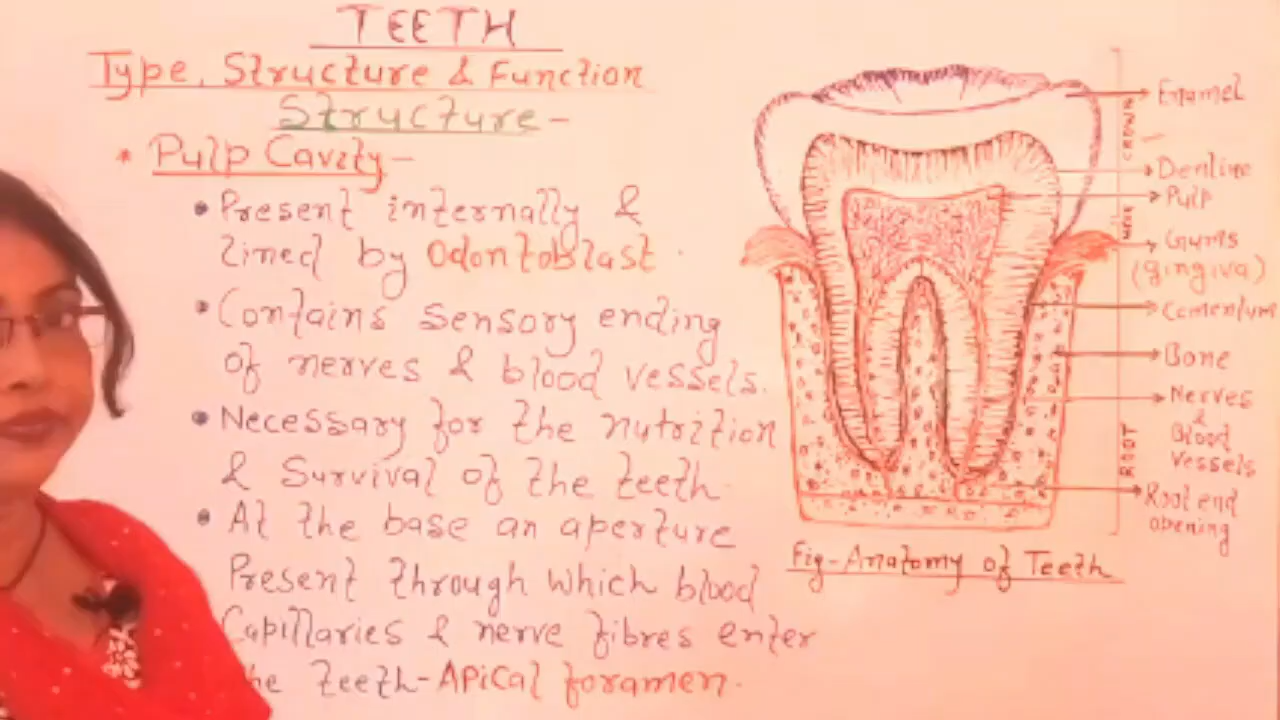 TEETH
Type, Structure & Function
Structure-
* Pulp Cavity-
• Present internally &
lined by Odontoblast.
• Contains sensory ending
of nerves & blood vessels.
• Necessary for the nutrition
& Survival of the teeth.
• At the base an aperture
Present through which blood
Capillaries & nerve fibres enter
the teeth-Apical foramen.
Enamel
CROWN
Dentine
Pulp
NECK
Gums
(gingiva)
Cementum
Bone
Nerves
&
Blood
Vessels
ROOT
Root end
opening
Fig-Anatomy of Teeth